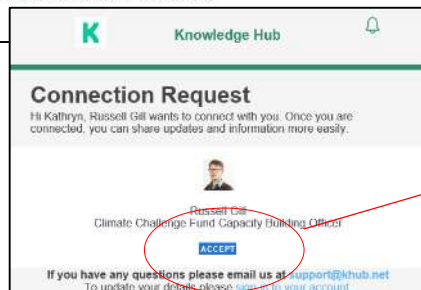 K
Knowledge Hub
Connection Request
Hi Kathryn, Russell Gill wants to connect with you. Once you are
connected, you can share updates and information more easily.
Russell Gill
Climate Challenge Fund Capacity Building Officer
ACCEPT
If you have any questions please email us at support@khub.net
To update your details please sign in to your account